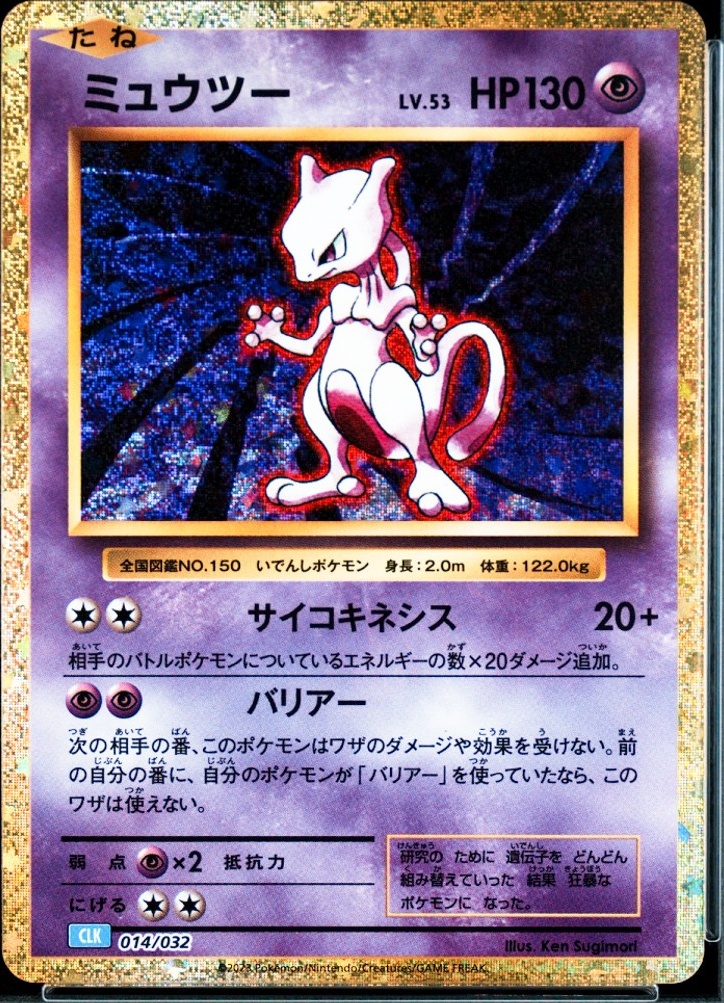 たね
ミュウツー LV.53 HP130
全国図鑑NO.150 いでんしポケモン 身長:2.0m 体重:122.0kg
サイコキネシス 20+
相手のバトルポケモンについているエネルギーの数×20ダメージ追加。
バリアー
次の相手の番、このポケモンはワザのダメージや効果を受けない。前
の自分の番に、自分のポケモンが「バリアー」を使っていたなら、この
ワザは使えない。
弱点 ×2 抵抗力
にげる
研究の ために 遺伝子を どんどん
組み替えていった 結果 狂暴な
ポケモンに なった。
CLK 014/032
Illus. Ken Sugimori
©2023 Pokémon/Nintendo/Creatures/GAME FREAK.